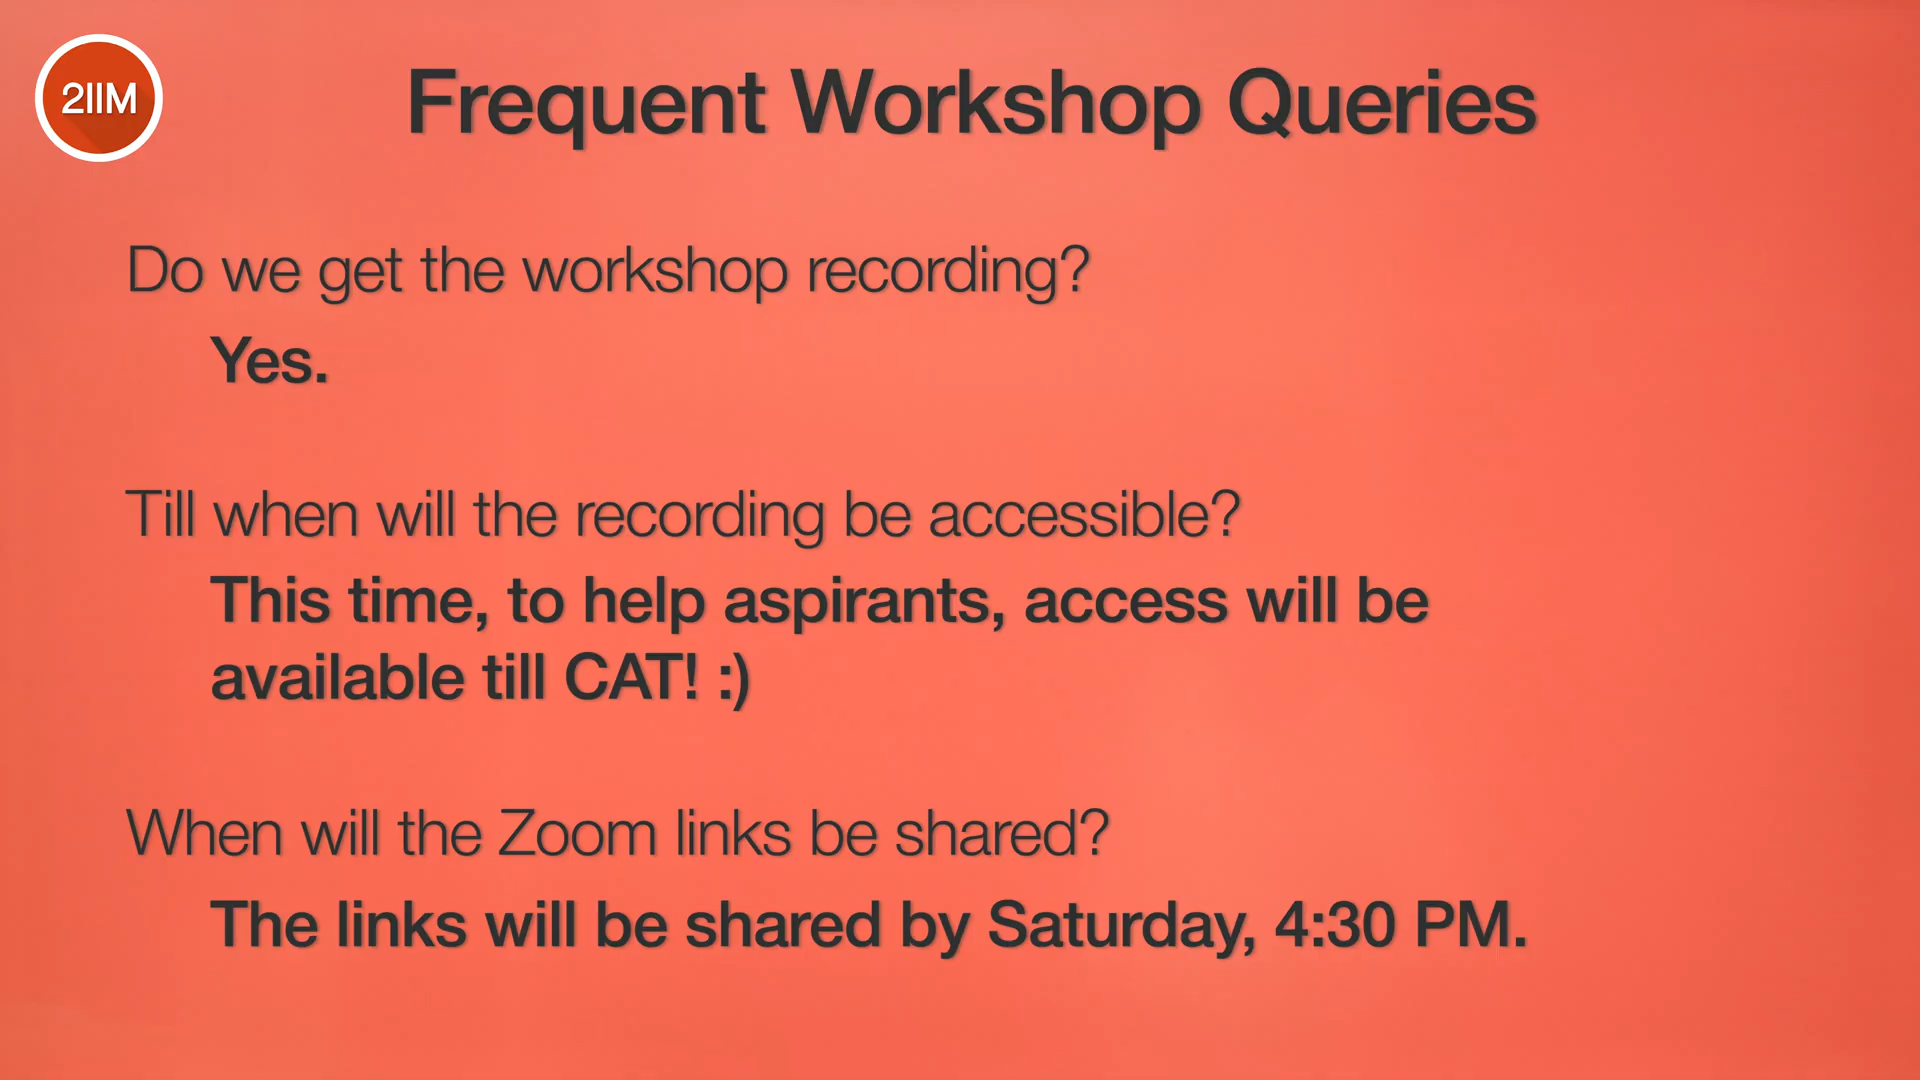 2IIM
Frequent Workshop Queries
Do we get the workshop recording?
Yes.
Till when will the recording be accessible?
This time, to help aspirants, access will be
available till CAT! :)
When will the Zoom links be shared?
The links will be shared by Saturday, 4:30 PM.